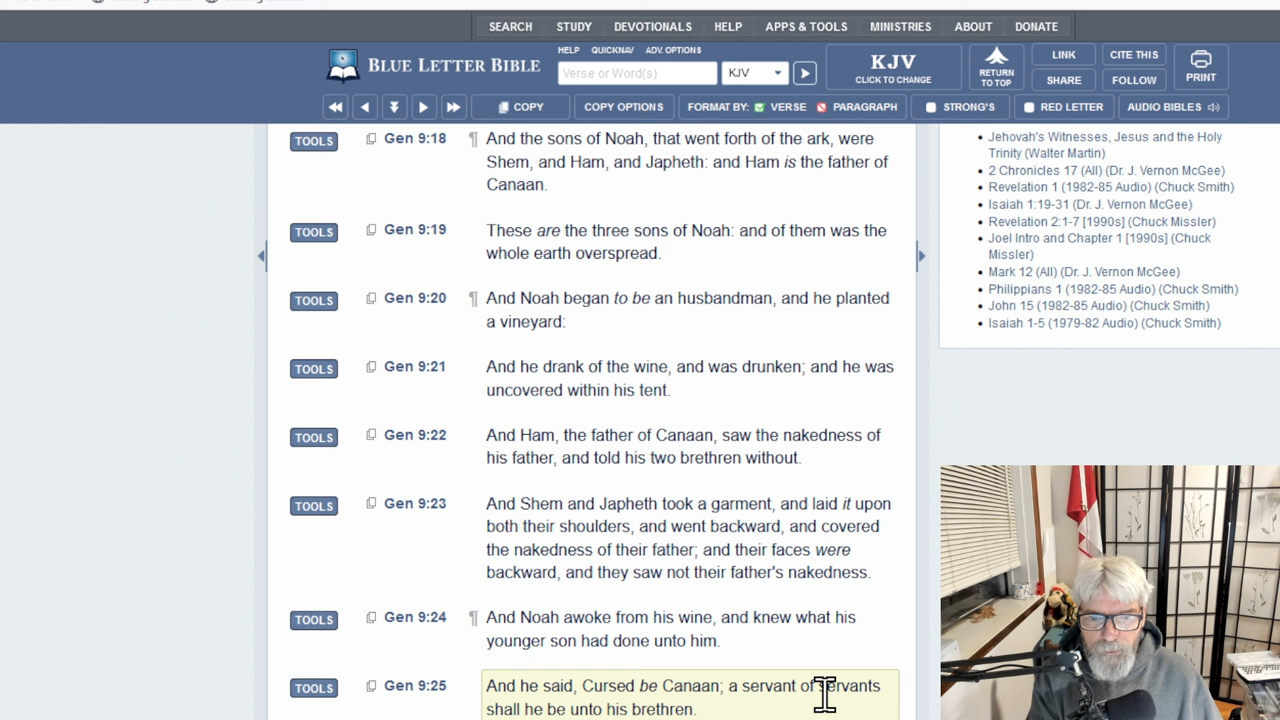 SEARCH STUDY DEVOTIONALS HELP APPS & TOOLS MINISTRIES ABOUT DONATE
BLUE LETTER BIBLE
HELP QUICKNAV ADV. OPTIONS
Verse or Word(s) KJV
KJV
CLICK TO CHANGE
RETURN
TO TOP
LINK CITE THIS
SHARE FOLLOW
PRINT
COPY COPY OPTIONS FORMAT BY: VERSE PARAGRAPH STRONG'S RED LETTER AUDIO BIBLES
TOOLS Gen 9:18 ¶ And the sons of Noah, that went forth of the ark, were
Shem, and Ham, and Japheth: and Ham is the father of
Canaan.
TOOLS Gen 9:19 These are the three sons of Noah: and of them was the
whole earth overspread.
TOOLS Gen 9:20 ¶ And Noah began to be an husbandman, and he planted
a vineyard:
TOOLS Gen 9:21 And he drank of the wine, and was drunken; and he was
uncovered within his tent.
TOOLS Gen 9:22 And Ham, the father of Canaan, saw the nakedness of
his father, and told his two brethren without.
TOOLS Gen 9:23 And Shem and Japheth took a garment, and laid it upon
both their shoulders, and went backward, and covered
the nakedness of their father; and their faces were
backward, and they saw not their father's nakedness.
TOOLS Gen 9:24 ¶ And Noah awoke from his wine, and knew what his
younger son had done unto him.
TOOLS Gen 9:25 And he said, Cursed be Canaan; a servant of servants
shall he be unto his brethren.
Jehovah's Witnesses, Jesus and the Holy
Trinity (Walter Martin)
2 Chronicles 17 (All) (Dr. J. Vernon McGee)
Revelation 1 (1982-85 Audio) (Chuck Smith)
Isaiah 1:19-31 (Dr. J. Vernon McGee)
Revelation 2:1-7 [1990s] (Chuck Missler)
Joel Intro and Chapter 1 [1990s] (Chuck
Missler)
Mark 12 (All) (Dr. J. Vernon McGee)
Philippians 1 (1982-85 Audio) (Chuck Smith)
John 15 (1982-85 Audio) (Chuck Smith)
Isaiah 1-5 (1979-82 Audio) (Chuck Smith)